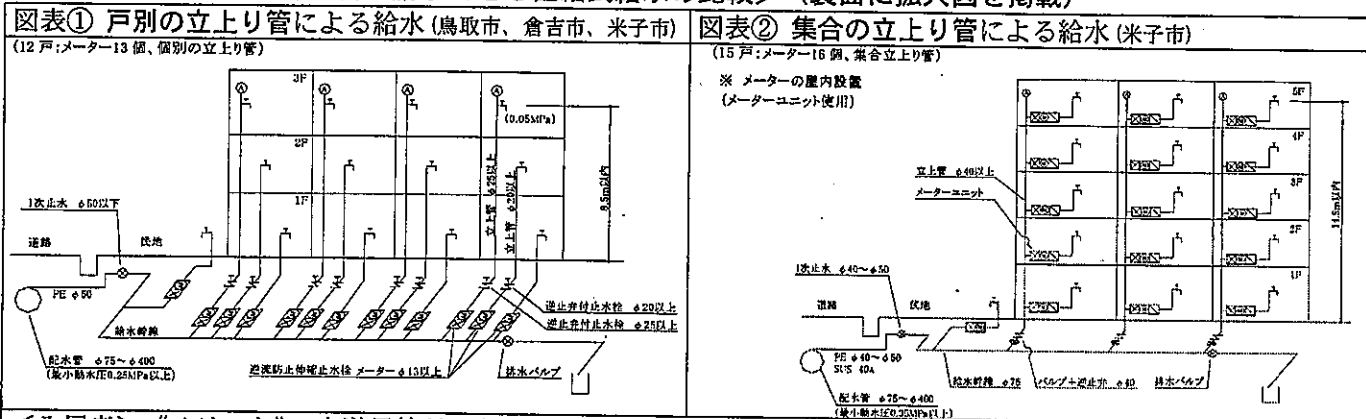 図表① 戸別の立上り管による給水 (鳥取市、倉吉市、米子市)
(12戸:メーター13個、個別の立上り管)
3F
(0.05MPa)
2F
1F
立上管 φ25以上
立上管 φ20以上
8.5m以内
1次止水 φ50以下
道路
PE φ50
給水幹線
逆止弁付止水栓 φ20以上
逆止弁付止水栓 φ25以上
配水管 φ75~φ400
(最小動水圧0.25MPa以上)
逆流防止伸縮止水栓 メーターφ13以上
排水バルブ
図表② 集合の立上り管による給水 (米子市)
(15戸:メーター16個、集合立上り管)
※ メーターの屋内設置
(メーターユニット使用)
5F
4F
3F
2F
1F
立上管 φ40以上
メーターユニット
14.5m以内
1次止水 φ40~φ50
道路
PE φ40~φ50
SUS 40A
給水幹線 φ75
バルブ+逆止弁 φ40
排水バルブ
配水管 φ75~φ400
(最小動水圧0.35MPa以上)